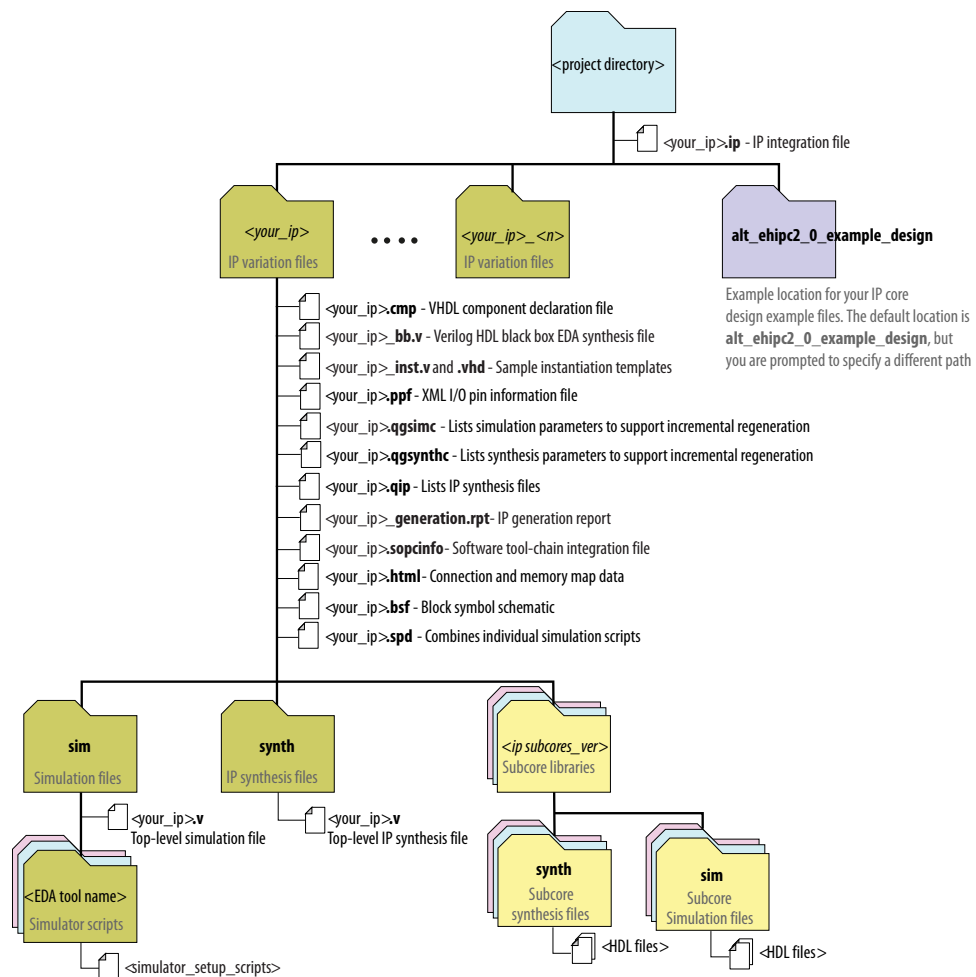 <project directory>
<your_ip>.ip - IP integration file
<your_ip>
IP variation files
<your_ip>_<n>
IP variation files
alt_ehipc2_0_example_design
Example location for your IP core
design example files. The default location is
alt_ehipc2_0_example_design, but
you are prompted to specify a different path
<your_ip>.cmp - VHDL component declaration file
<your_ip>_bb.v - Verilog HDL black box EDA synthesis file
<your_ip>_inst.v and .vhd - Sample instantiation templates
<your_ip>.ppf - XML I/O pin information file
<your_ip>.qgsimc - Lists simulation parameters to support incremental regeneration
<your_ip>.qgsynthc - Lists synthesis parameters to support incremental regeneration
<your_ip>.qip - Lists IP synthesis files
<your_ip>_generation.rpt- IP generation report
<your_ip>.sopcinfo- Software tool-chain integration file
<your_ip>.html- Connection and memory map data
<your_ip>.bsf - Block symbol schematic
<your_ip>.spd - Combines individual simulation scripts
sim
Simulation files
synth
IP synthesis files
<ip subcores_ver>
Subcore libraries
<your_ip>.v
Top-level simulation file
<your_ip>.v
Top-level IP synthesis file
<EDA tool name>
Simulator scripts
<simulator_setup_scripts>
synth
Subcore
synthesis files
<HDL files>
sim
Subcore
Simulation files
<HDL files>